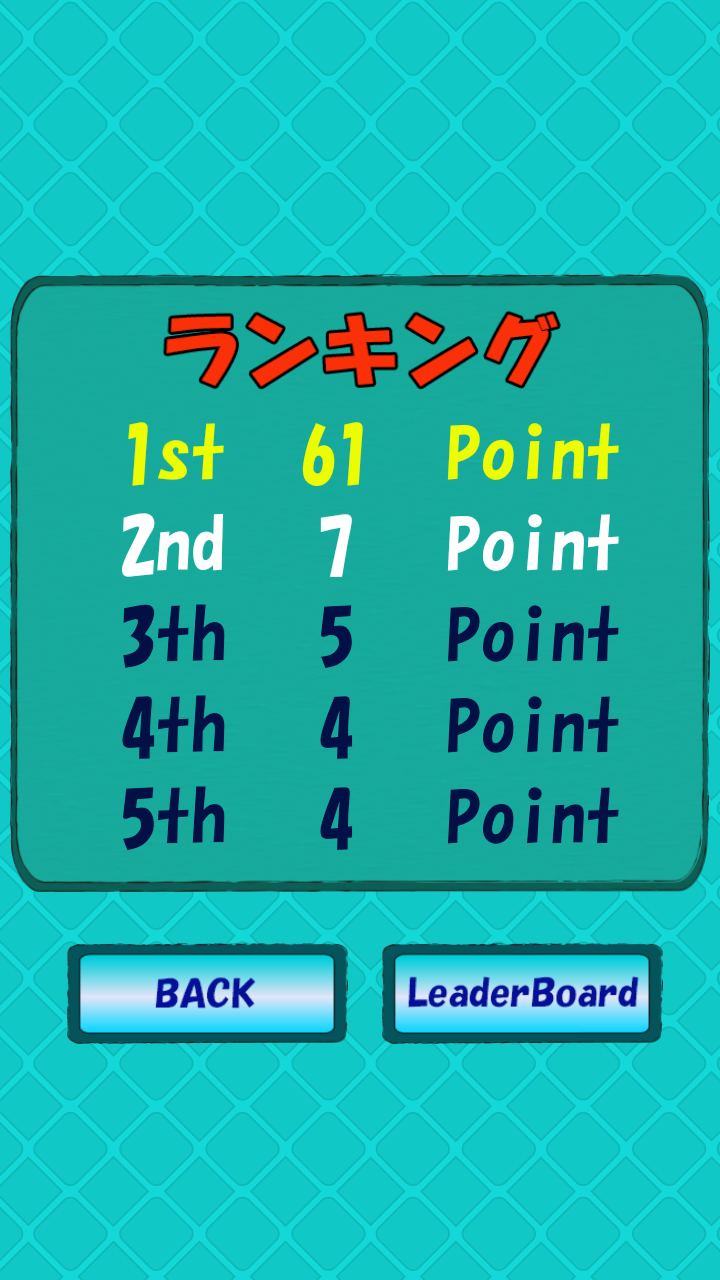 ランキング
1st 61 Point
2nd 7 Point
3th 5 Point
4th 4 Point
5th 4 Point
BACK LeaderBoard